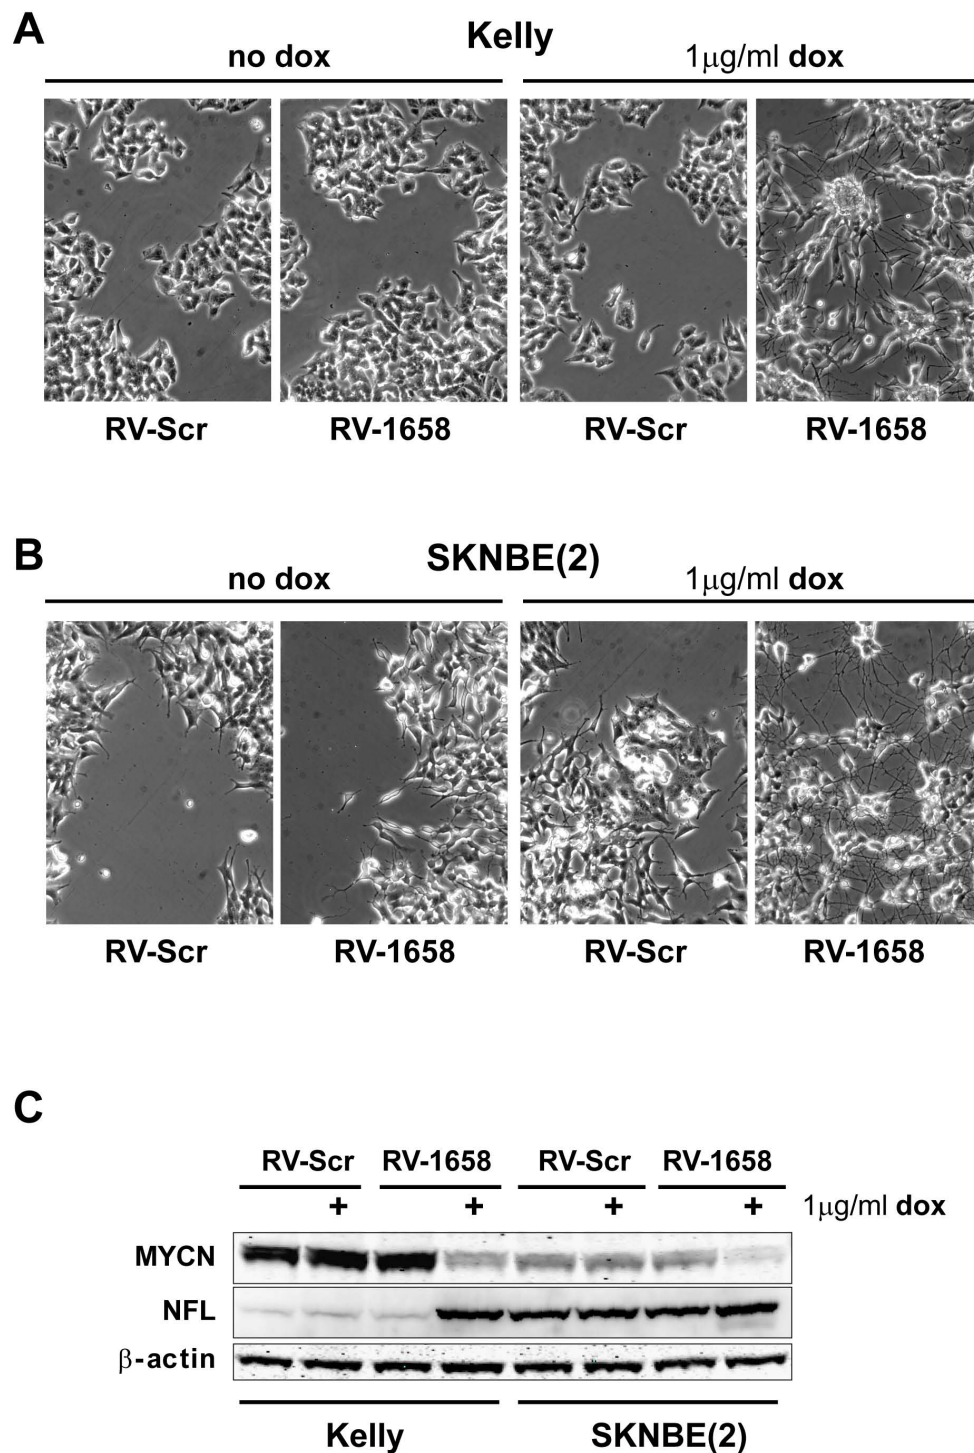 A
Kelly
no dox
1μg/ml dox
RV-Scr
RV-1658
RV-Scr
RV-1658
B
SKNBE(2)
no dox
1μg/ml dox
RV-Scr
RV-1658
RV-Scr
RV-1658
C
RV-Scr
RV-1658
RV-Scr
RV-1658
+ + + + 1μg/ml dox
MYCN
NFL
β-actin
Kelly
SKNBE(2)